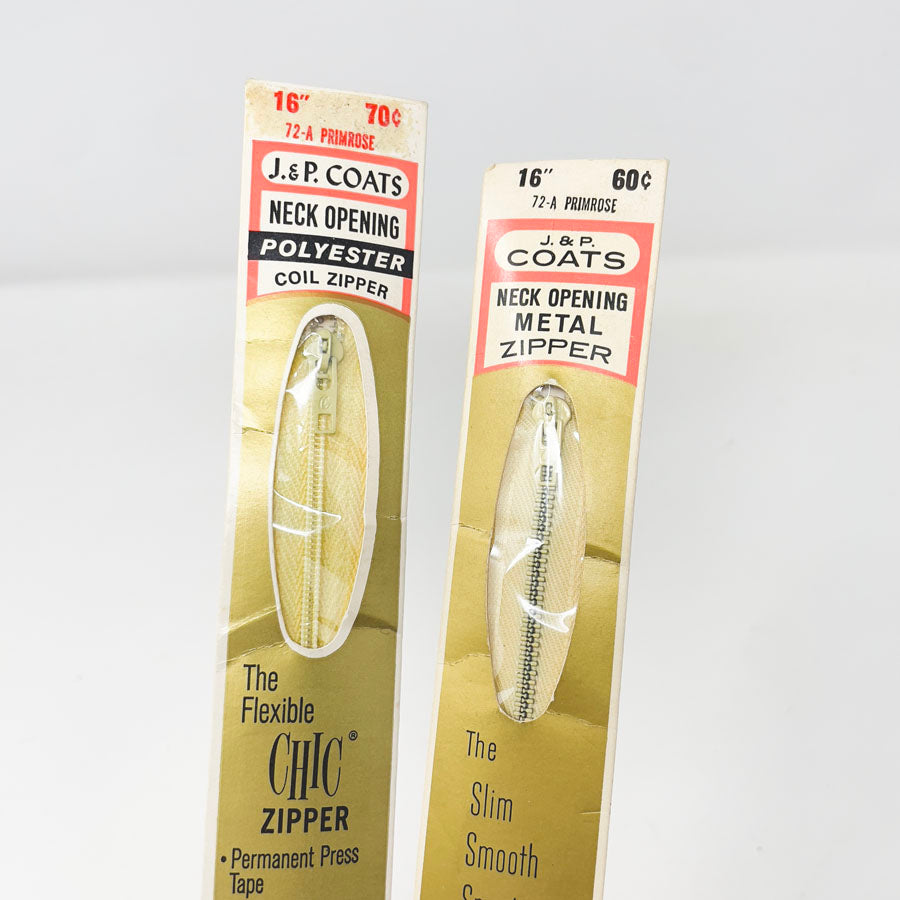 16" 70¢
72-A PRIMROSE
J.&P. COATS
NECK OPENING
POLYESTER
COIL ZIPPER
The
Flexible
CHIC®
ZIPPER
• Permanent Press
Tape
16" 60¢
72-A PRIMROSE
J. & P.
COATS
NECK OPENING
METAL
ZIPPER
The
Slim
Smooth